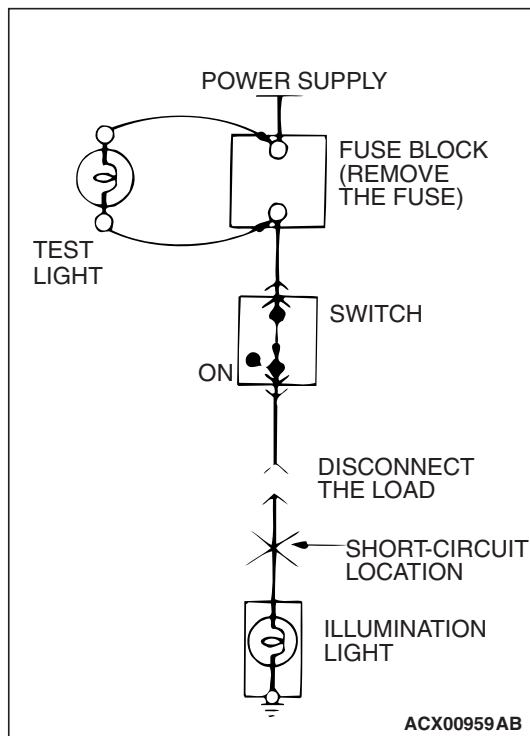 POWER SUPPLY
FUSE BLOCK
(REMOVE
THE FUSE)
TEST
LIGHT
SWITCH
ON
DISCONNECT
THE LOAD
SHORT-CIRCUIT
LOCATION
ILLUMINATION
LIGHT
ACX00959AB